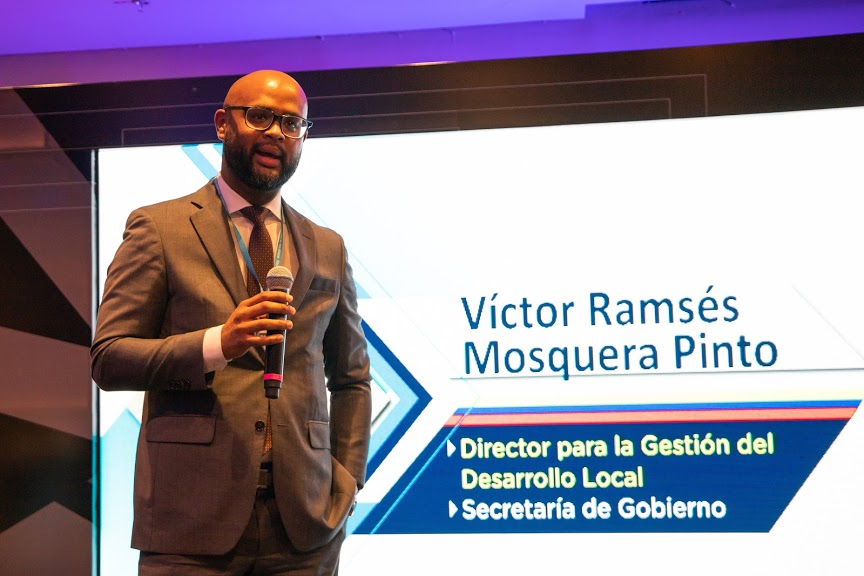 Víctor Ramsés
Mosquera Pinto
Director para la Gestión del
Desarrollo Local
Secretaría de Gobierno